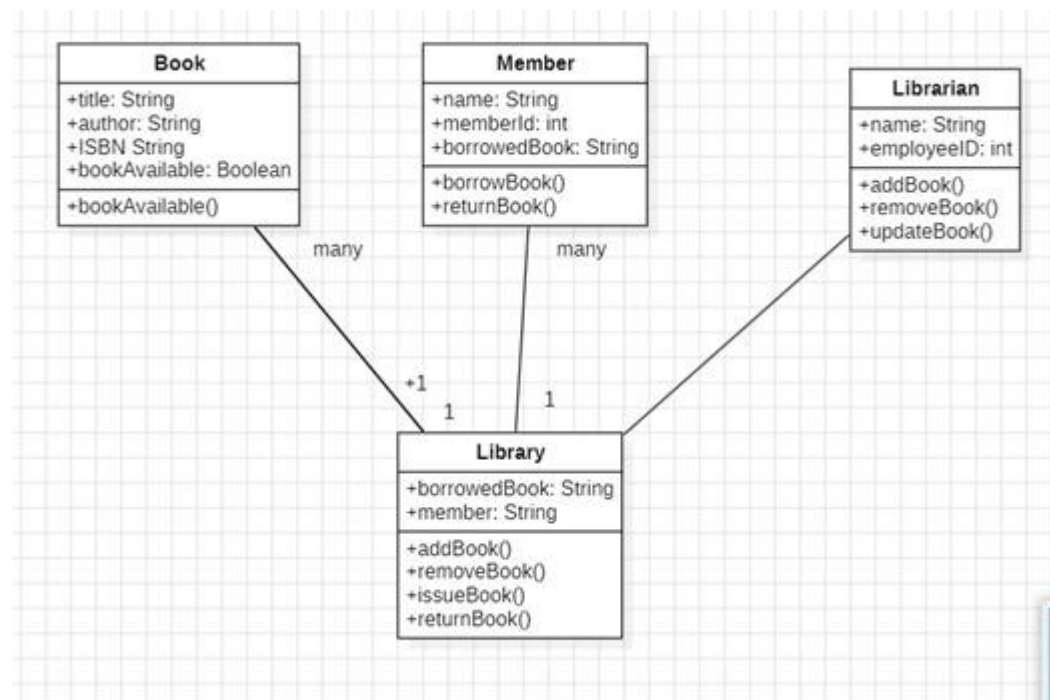 Book
+title: String
+author: String
+ISBN String
+bookAvailable: Boolean
+bookAvailable()
Member
+name: String
+memberId: int
+borrowedBook: String
+borrowBook()
+returnBook()
Librarian
+name: String
+employeeID: int
+addBook()
+removeBook()
+updateBook()
many
many
+1
1
1
Library
+borrowedBook: String
+member: String
+addBook()
+removeBook()
+issueBook()
+returnBook()